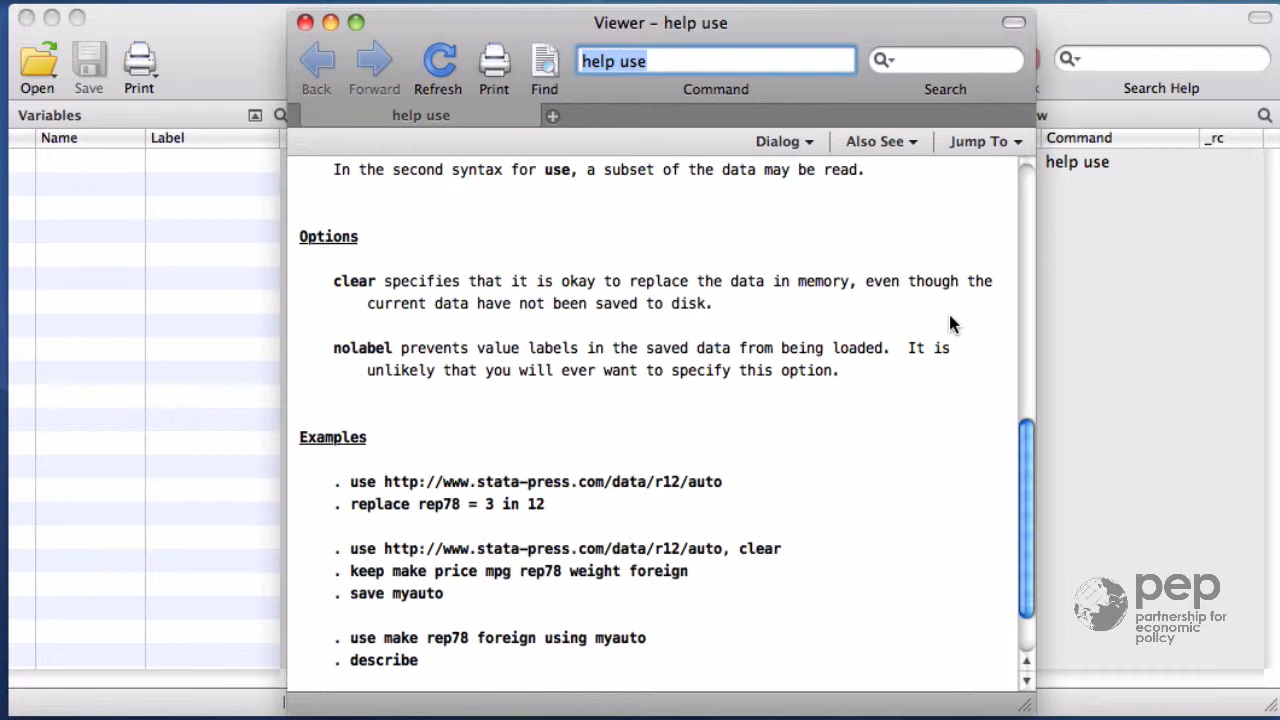 Viewer – help use
help use
Back
Forward
Refresh
Print
Find
Command
Search
Open
Save
Print
Search Help
Variables
help use
w
Name
Label
Dialog
Also See
Jump To
Command
_rc
help use
In the second syntax for use, a subset of the data may be read.
Options
clear specifies that it is okay to replace the data in memory, even though the
current data have not been saved to disk.
nolabel prevents value labels in the saved data from being loaded.  It is
unlikely that you will ever want to specify this option.
Examples
. use http://www.stata-press.com/data/r12/auto
. replace rep78 = 3 in 12
. use http://www.stata-press.com/data/r12/auto, clear
. keep make price mpg rep78 weight foreign
. save myauto
. use make rep78 foreign using myauto
. describe
pep
partnership for
economic
policy